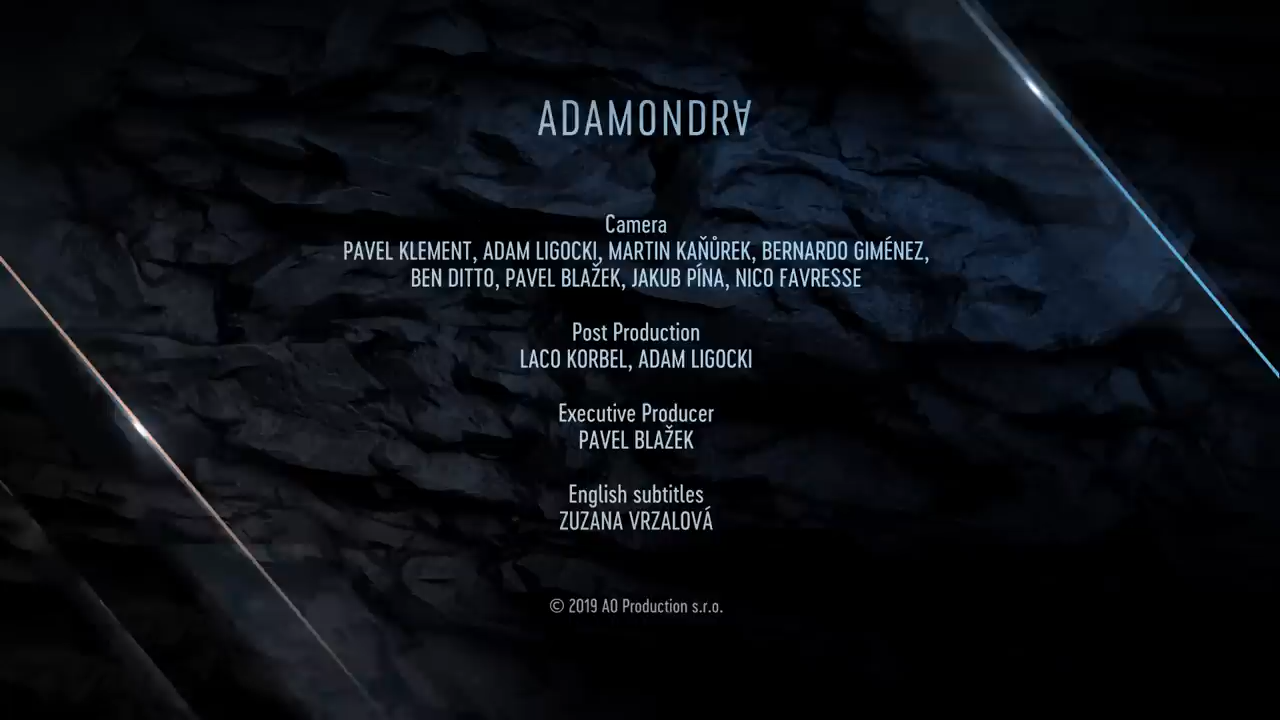 ADAMONDRA
Camera
PAVEL KLEMENT, ADAM LIGOCKI, MARTIN KAŇŮREK, BERNARDO GIMÉNEZ,
BEN DITTO, PAVEL BLAŽEK, JAKUB PÍNA, NICO FAVRESSE
Post Production
LACO KORBEL, ADAM LIGOCKI
Executive Producer
PAVEL BLAŽEK
English subtitles
ZUZANA VRZALOVÁ
© 2019 AO Production s.r.o.